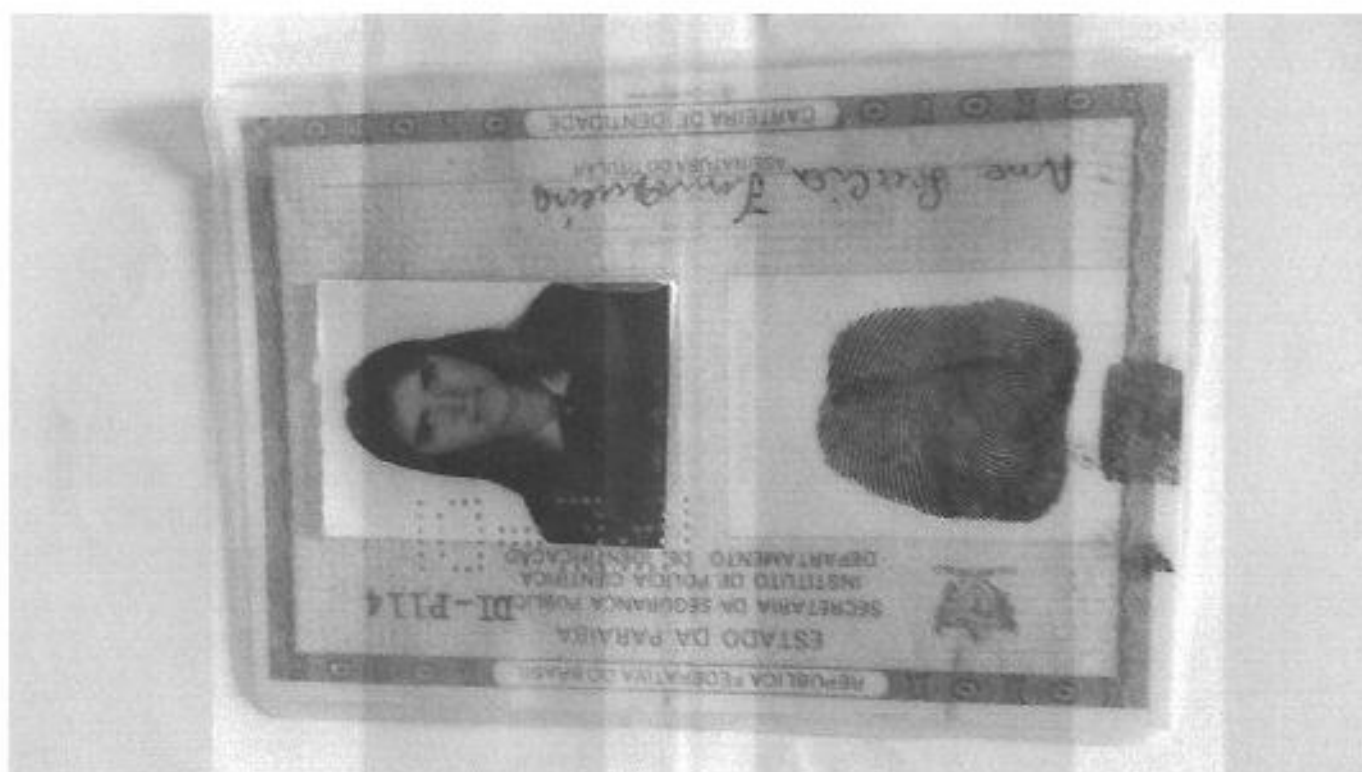 REPÚBLICA FEDERATIVA DO BRASIL
ESTADO DA PARAÍBA
SECRETARIA DA SEGURANÇA PÚBLICA DI-P114
INSTITUTO DE POLÍCIA CIENTÍFICA
DEPARTAMENTO DE IDENTIFICAÇÃO
ASSINATURA DO TITULAR
CARTEIRA DE IDENTIDADE